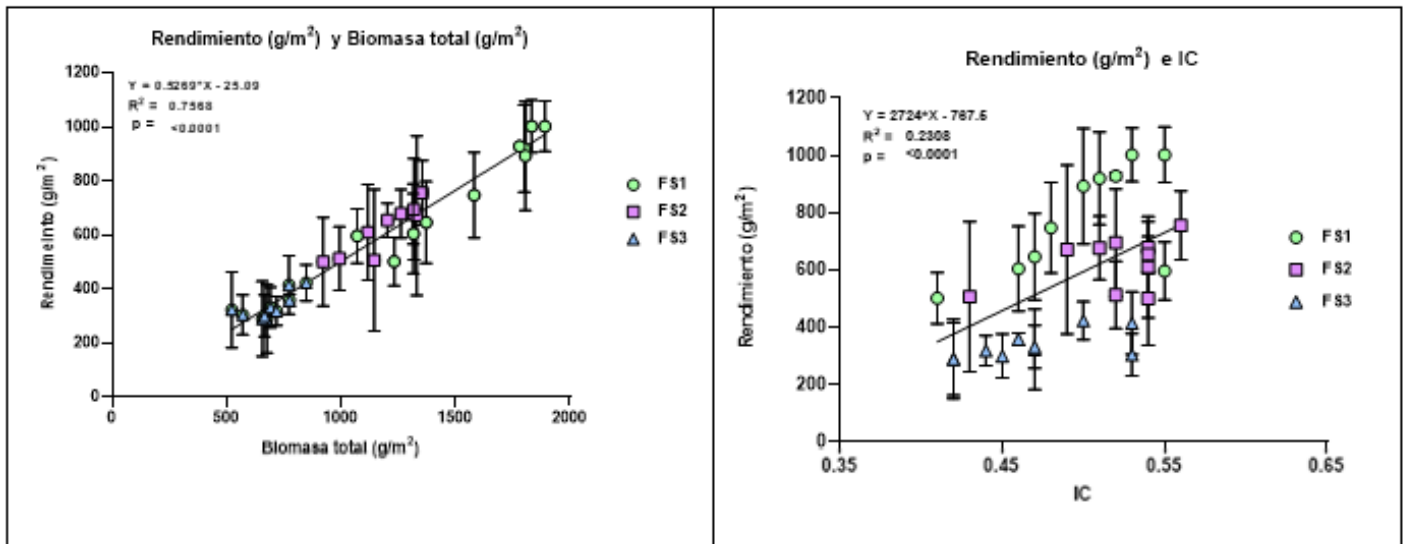 Rendimiento (g/m²) y Biomasa total (g/m²)
Y = 0.5269*X - 25.09
R² = 0.7568
p = <0.0001
Rendimeinto (g/m²)
1200
1000
800
600
400
200
0
0 500 1000 1500 2000
Biomasa total (g/m²)
FS1
FS2
FS3
Rendimiento (g/m²) e IC
Y = 2724*X - 767.5
R² = 0.2308
p = <0.0001
Rendimiento (g/m²)
1200
1000
800
600
400
200
0
0.35 0.45 0.55 0.65
IC
FS1
FS2
FS3